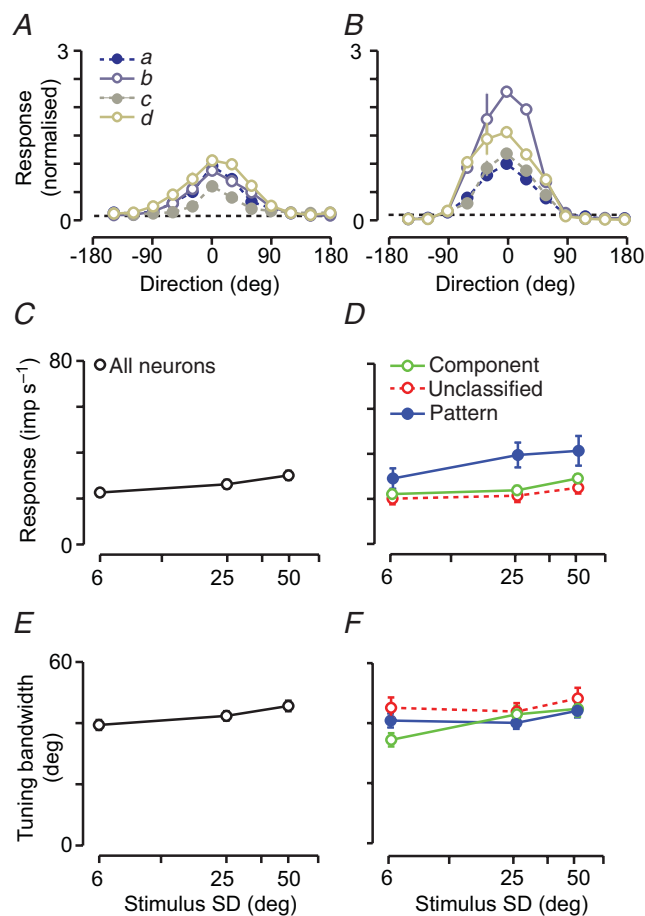 A
B
3
Response
(normalised)
0
a
b
c
d
3
0
-180 -90 0 90 180
Direction (deg)
-180 -90 0 90 180
Direction (deg)
C
D
80
Response (imp s⁻¹)
0
All neurons
Component
Unclassified
Pattern
6 25 50
6 25 50
E
F
60
Tuning bandwidth
(deg)
0
6 25 50
Stimulus SD (deg)
6 25 50
Stimulus SD (deg)